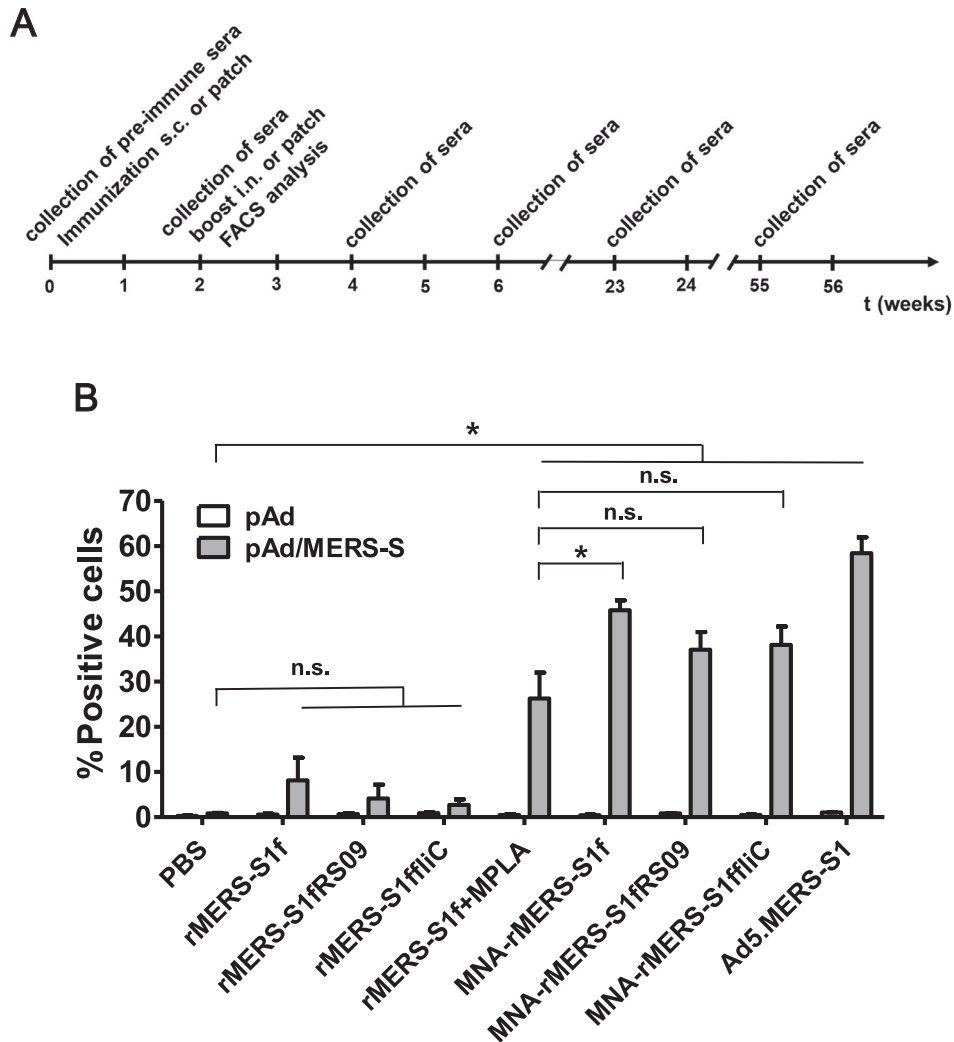 A
collection of pre-immune sera
Immunization s.c. or patch
collection of sera
boost i.n. or patch
FACS analysis
collection of sera
collection of sera
collection of sera
collection of sera
0 1 2 3 4 5 6 23 24 55 56
t (weeks)
B
*
n.s.
n.s.
*
n.s.
pAd
pAd/MERS-S
%Positive cells
70
60
50
40
30
20
10
0
PBS
rMERS-S1f
rMERS-S1fRS09
rMERS-S1ffliC
rMERS-S1f+MPLA
MNA-rMERS-S1f
MNA-rMERS-S1fRS09
MNA-rMERS-S1ffliC
Ad5.MERS-S1